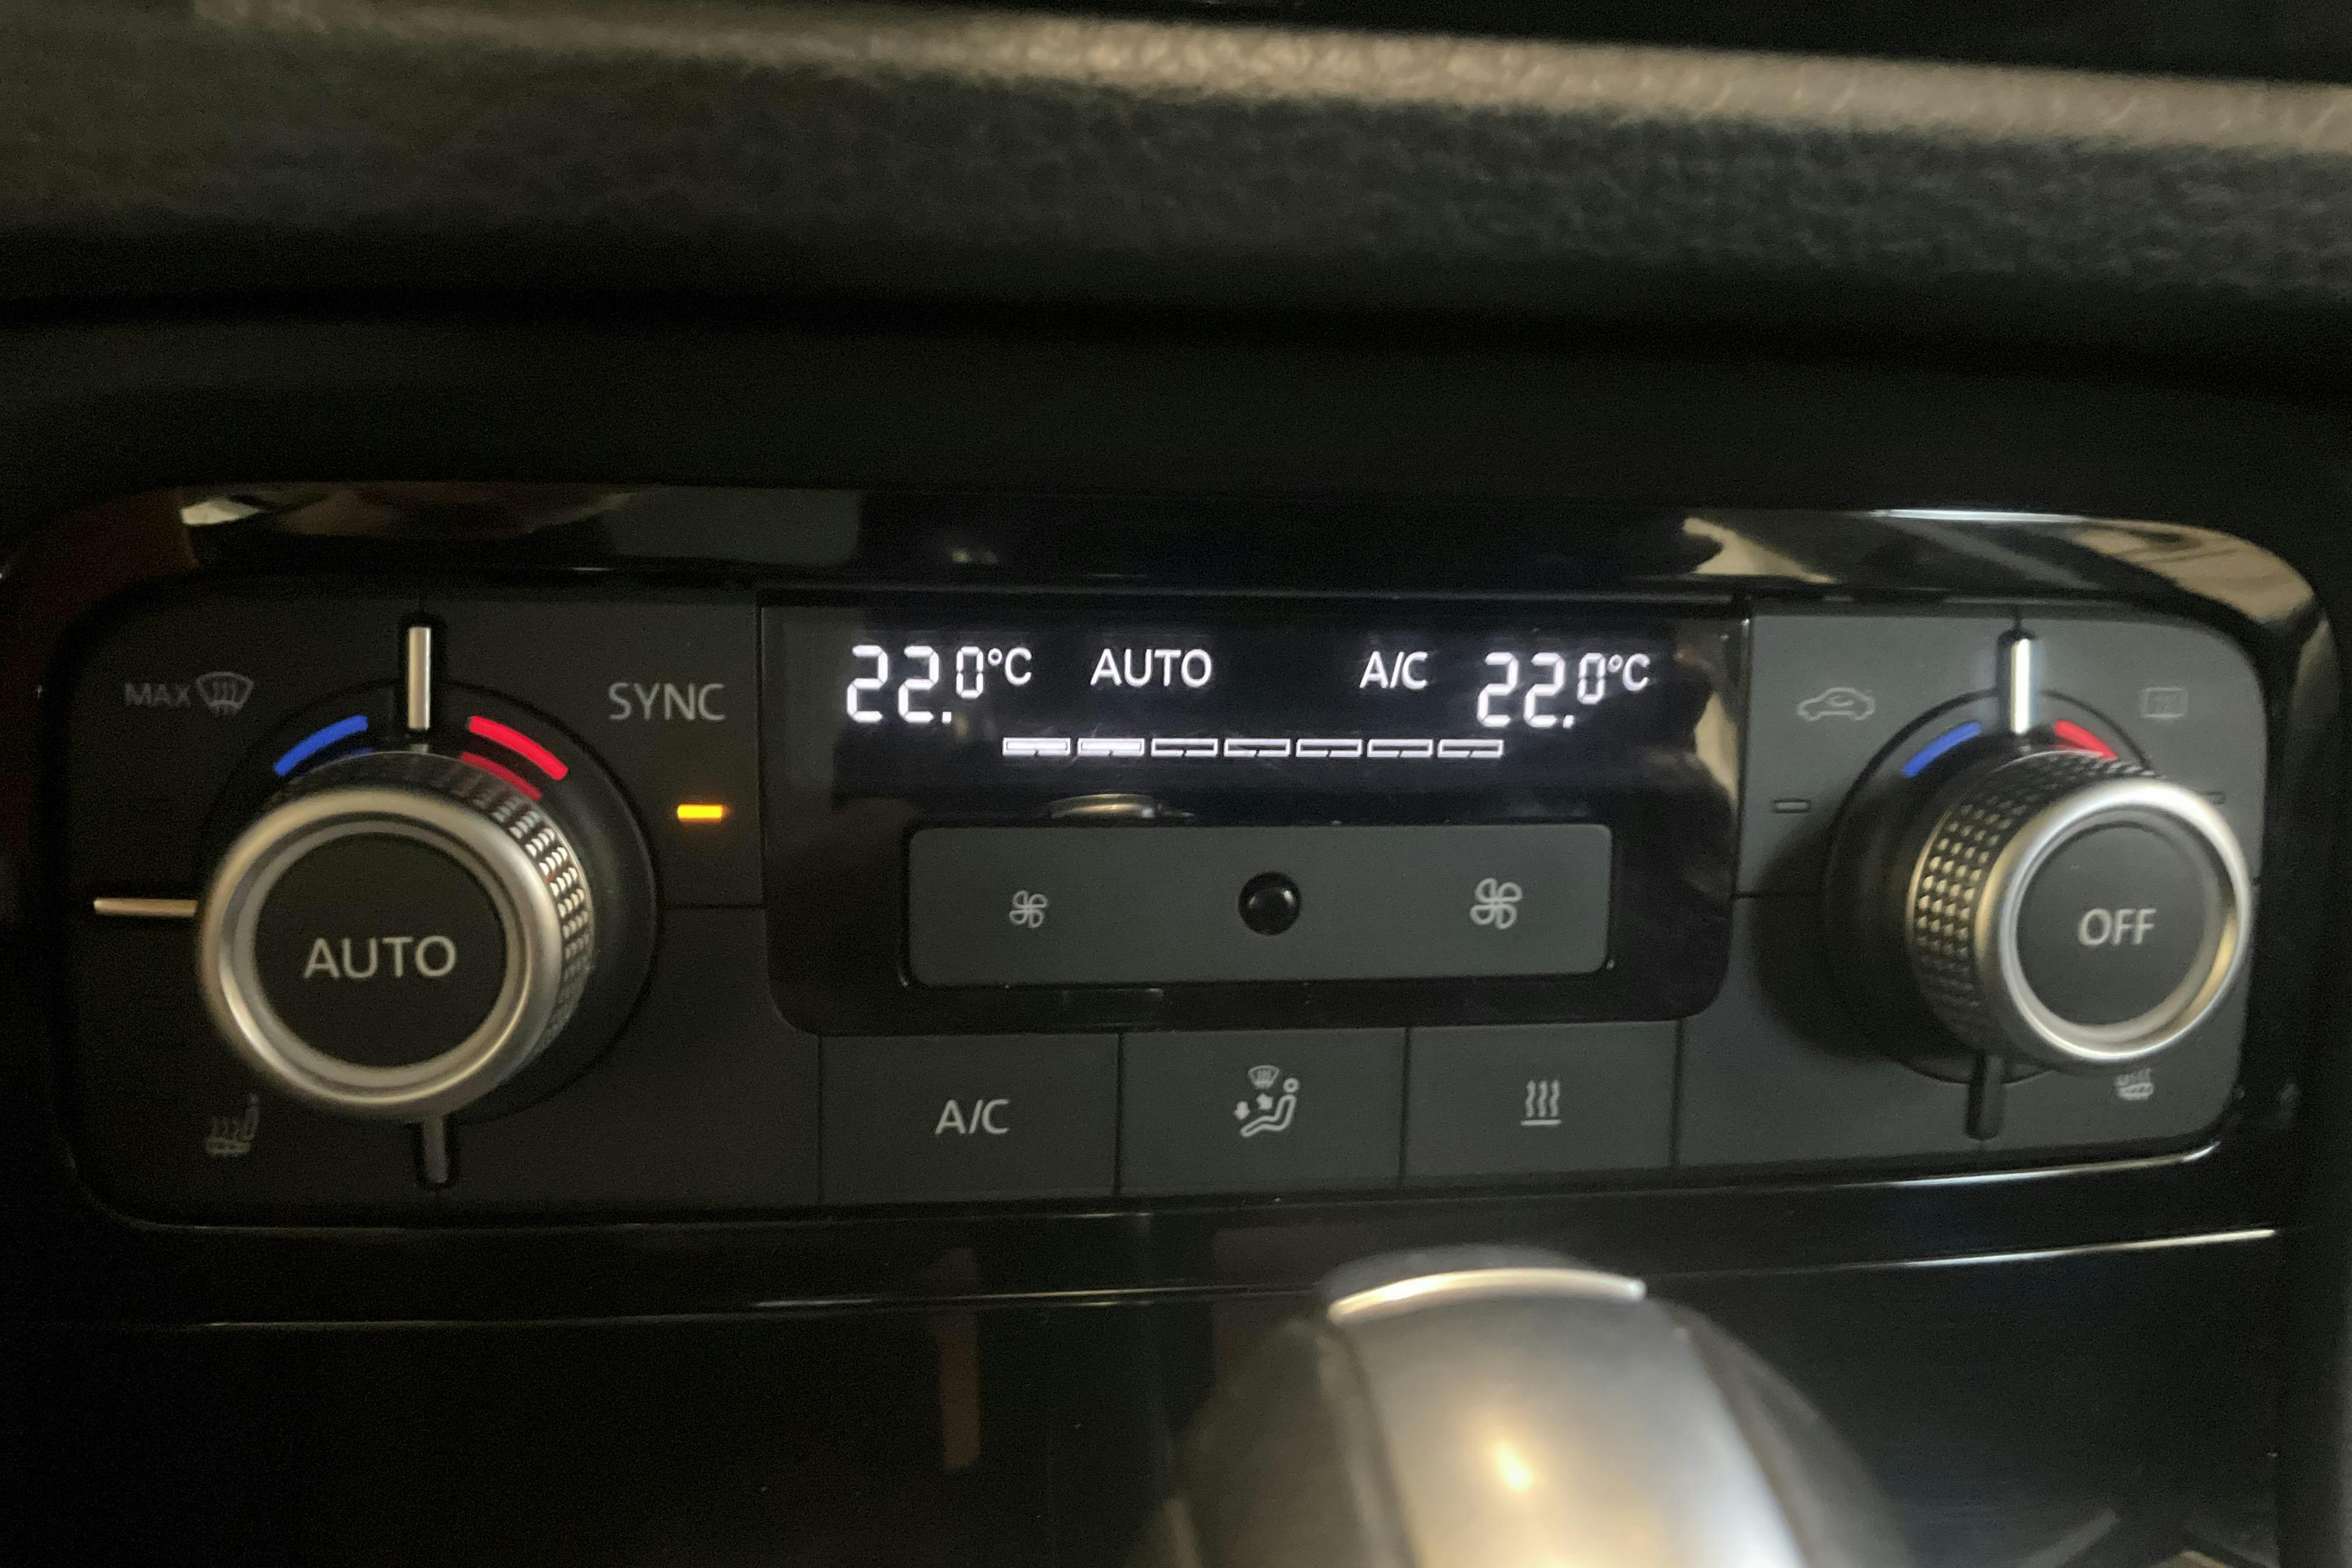 MAX
SYNC
22.0°C AUTO A/C 22.0°C
AUTO
OFF
A/C